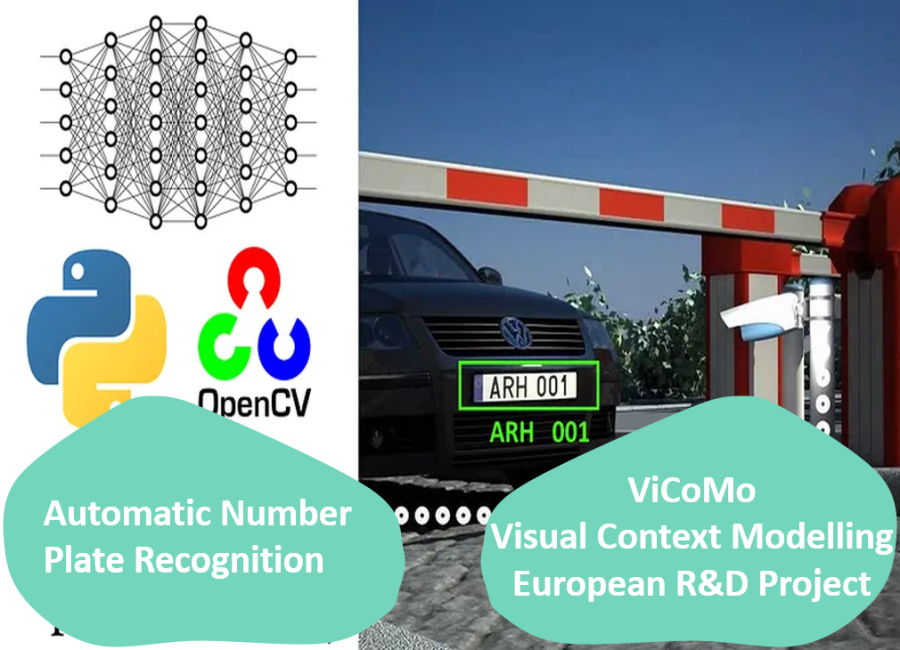 OpenCV
ARH 001
ARH 001
Automatic Number
Plate Recognition
ViCoMo
Visual Context Modelling
European R&D Project